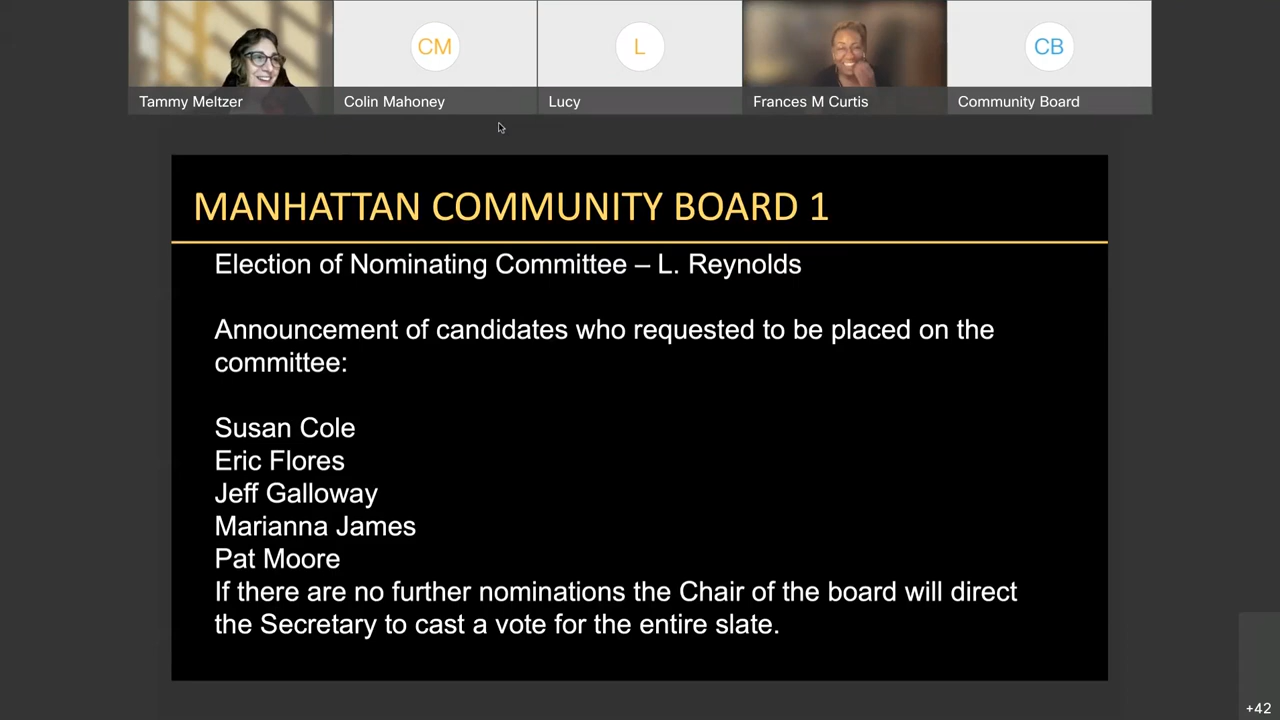 CM
L
CB
Tammy Meltzer
Colin Mahoney
Lucy
Frances M Curtis
Community Board
MANHATTAN COMMUNITY BOARD 1
Election of Nominating Committee – L. Reynolds
Announcement of candidates who requested to be placed on the
committee:
Susan Cole
Eric Flores
Jeff Galloway
Marianna James
Pat Moore
If there are no further nominations the Chair of the board will direct
the Secretary to cast a vote for the entire slate.
+42